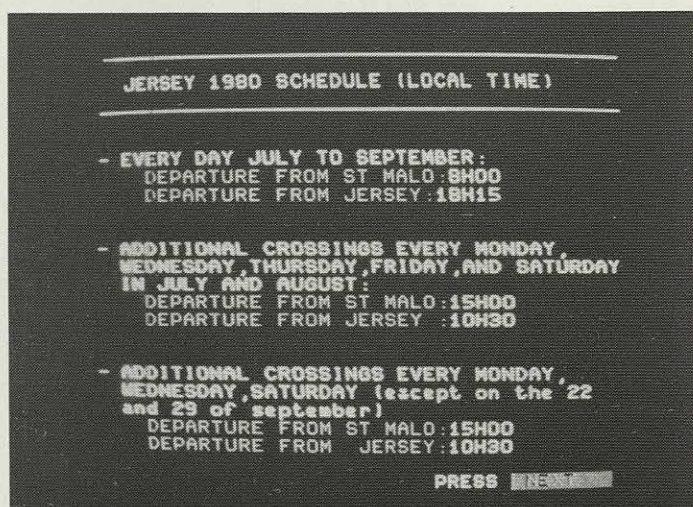 JERSEY 1980 SCHEDULE (LOCAL TIME)
- EVERY DAY JULY TO SEPTEMBER:
DEPARTURE FROM ST MALO:8H00
DEPARTURE FROM JERSEY:18H15
- ADDITIONAL CROSSINGS EVERY MONDAY,
WEDNESDAY,THURSDAY,FRIDAY,AND SATURDAY
IN JULY AND AUGUST:
DEPARTURE FROM ST MALO:15H00
DEPARTURE FROM JERSEY :10H30
- ADDITIONAL CROSSINGS EVERY MONDAY,
WEDNESDAY,SATURDAY (except on the 22
and 29 of september)
DEPARTURE FROM ST MALO:15H00
DEPARTURE FROM JERSEY:10H30
PRESS NEXT